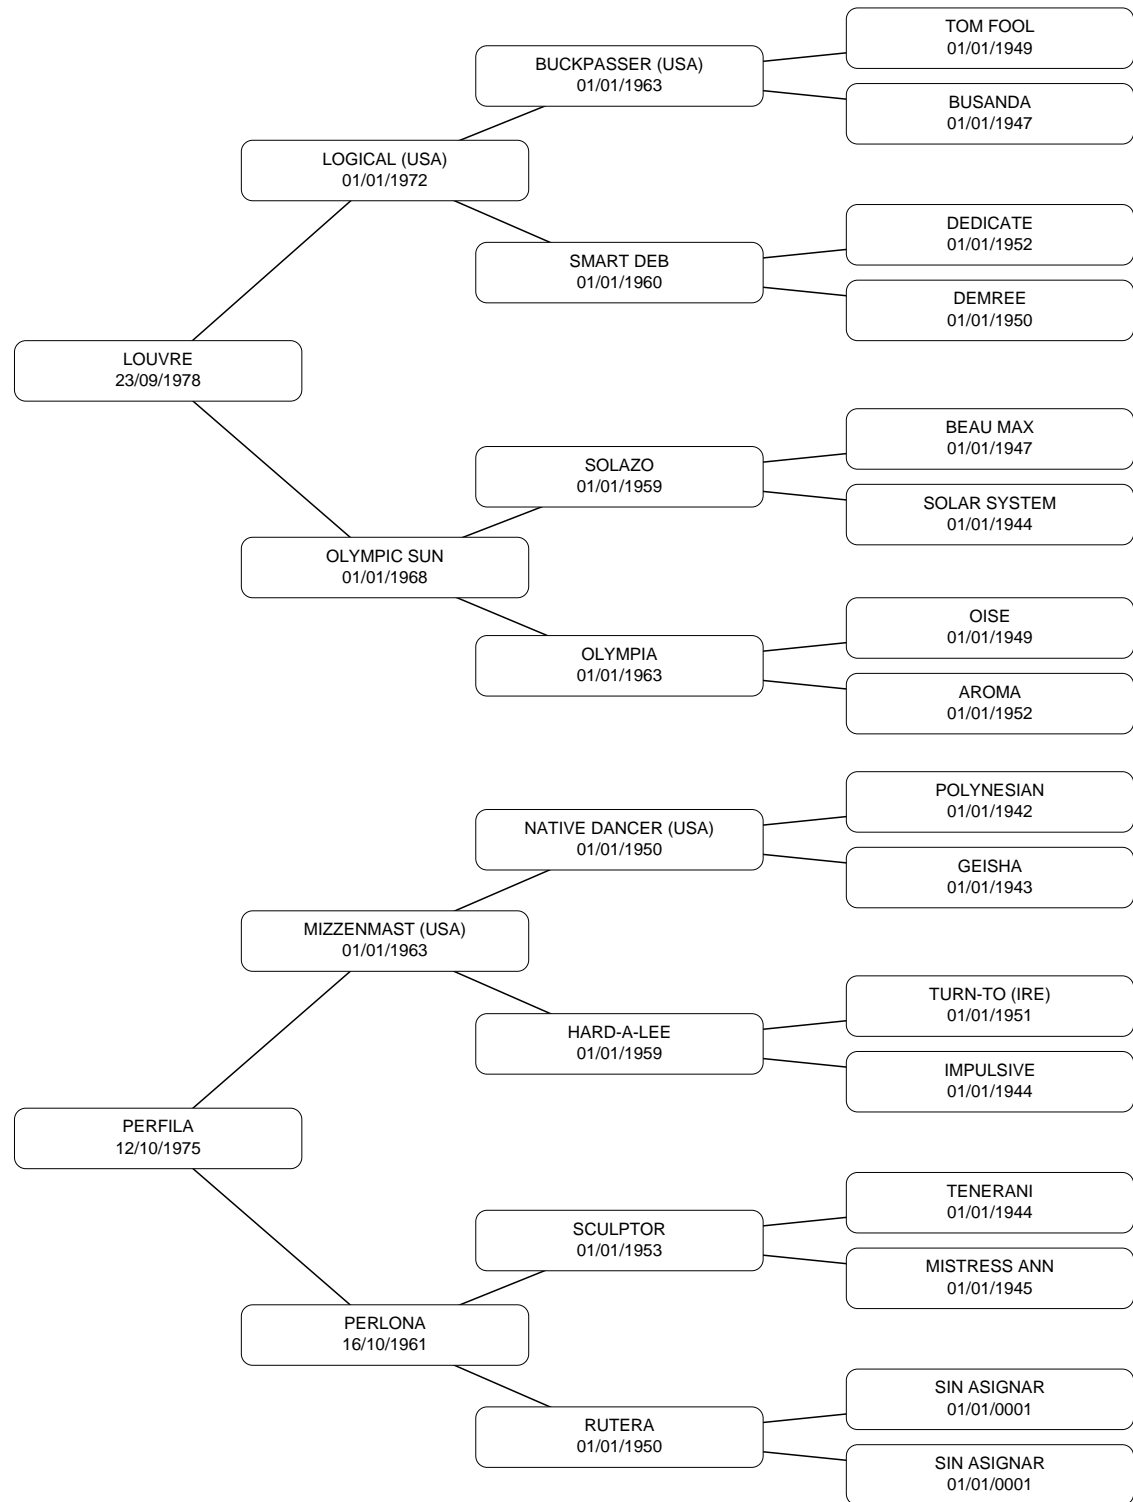 TOM FOOL
01/01/1949
BUCKPASSER (USA)
01/01/1963
BUSANDA
01/01/1947
LOGICAL (USA)
01/01/1972
DEDICATE
01/01/1952
SMART DEB
01/01/1960
DEMREE
01/01/1950
LOUVRE
23/09/1978
BEAU MAX
01/01/1947
SOLAZO
01/01/1959
SOLAR SYSTEM
01/01/1944
OLYMPIC SUN
01/01/1968
OISE
01/01/1949
OLYMPIA
01/01/1963
AROMA
01/01/1952
POLYNESIAN
01/01/1942
NATIVE DANCER (USA)
01/01/1950
GEISHA
01/01/1943
MIZZENMAST (USA)
01/01/1963
TURN-TO (IRE)
01/01/1951
HARD-A-LEE
01/01/1959
IMPULSIVE
01/01/1944
PERFILA
12/10/1975
TENERANI
01/01/1944
SCULPTOR
01/01/1953
MISTRESS ANN
01/01/1945
PERLONA
16/10/1961
SIN ASIGNAR
01/01/0001
RUTERA
01/01/1950
SIN ASIGNAR
01/01/0001